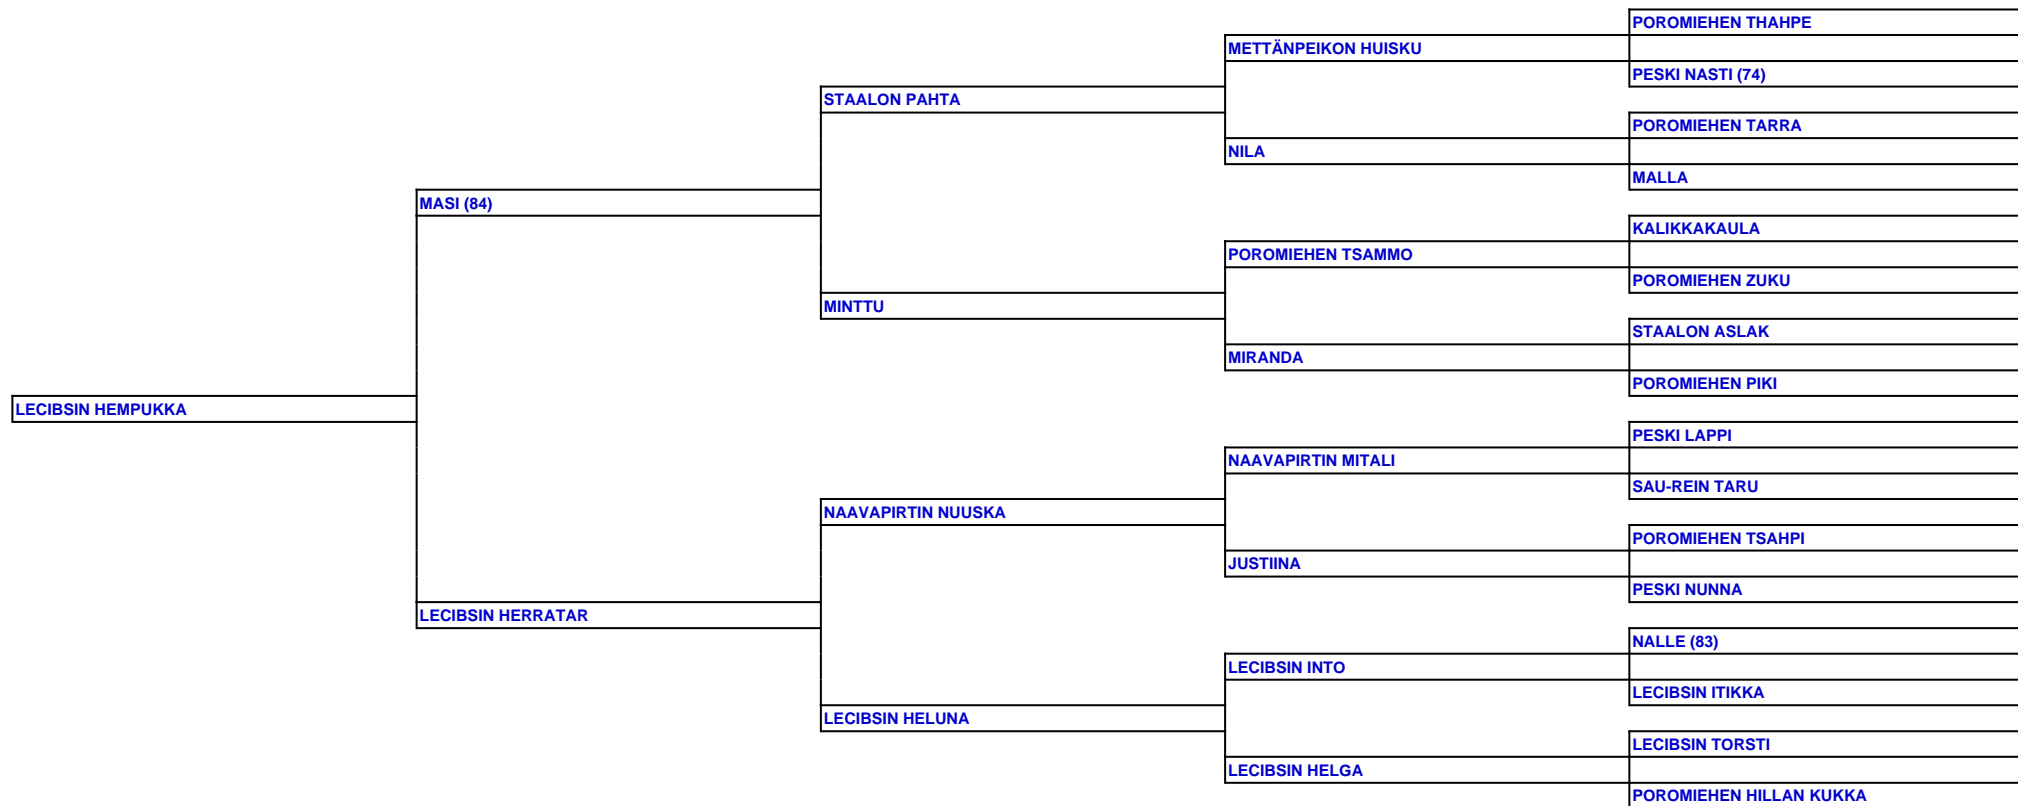 POROMIEHEN THAHPE
METTÄNPEIKON HUISKU
PESKI NASTI (74)
STAALON PAHTA
POROMIEHEN TARRA
NILA
MALLA
MASI (84)
KALIKKAKAULA
POROMIEHEN TSAMMO
POROMIEHEN ZUKU
MINTTU
STAALON ASLAK
MIRANDA
POROMIEHEN PIKI
LECIBSIN HEMPUKKA
PESKI LAPPI
NAAVAPIRTIN MITALI
SAU-REIN TARU
NAAVAPIRTIN NUUSKA
POROMIEHEN TSAHPI
JUSTIINA
PESKI NUNNA
LECIBSIN HERRATAR
NALLE (83)
LECIBSIN INTO
LECIBSIN ITIKKA
LECIBSIN HELUNA
LECIBSIN TORSTI
LECIBSIN HELGA
POROMIEHEN HILLAN KUKKA